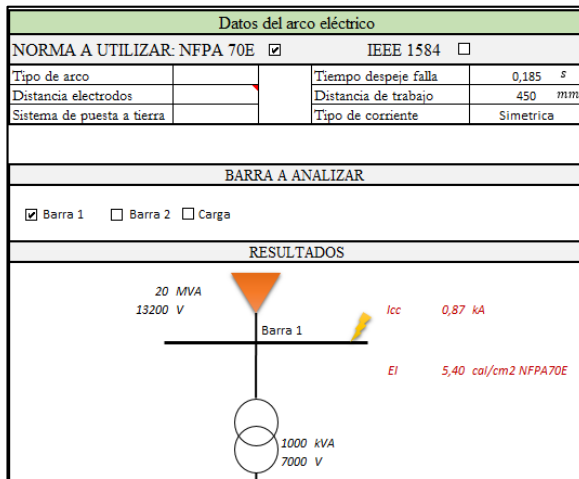 Datos del arco eléctrico
NORMA A UTILIZAR: NFPA 70E IEEE 1584
Tipo de arco Tiempo despeje falla 0,185 s
Distancia electrodos Distancia de trabajo 450 mm
Sistema de puesta a tierra Tipo de corriente Simetrica
BARRA A ANALIZAR
Barra 1 Barra 2 Carga
RESULTADOS
20 MVA
13200 V
Icc 0,87 kA
Barra 1
EI 5,40 cal/cm2 NFPA70E
1000 kVA
7000 V